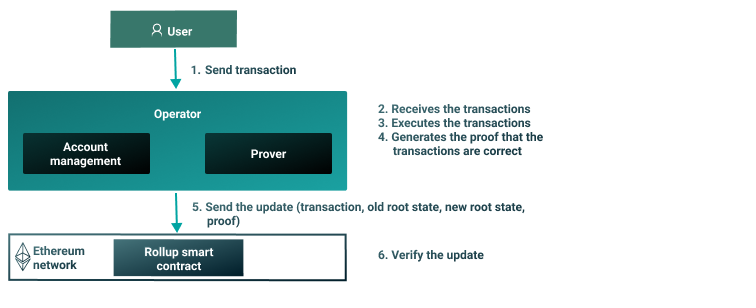 User
1. Send transaction
Operator
Account
management
Prover
2. Receives the transactions
3. Executes the transactions
4. Generates the proof that the
transactions are correct
5. Send the update (transaction, old root state, new root state,
proof)
Ethereum
network
Rollup smart
contract
6. Verify the update